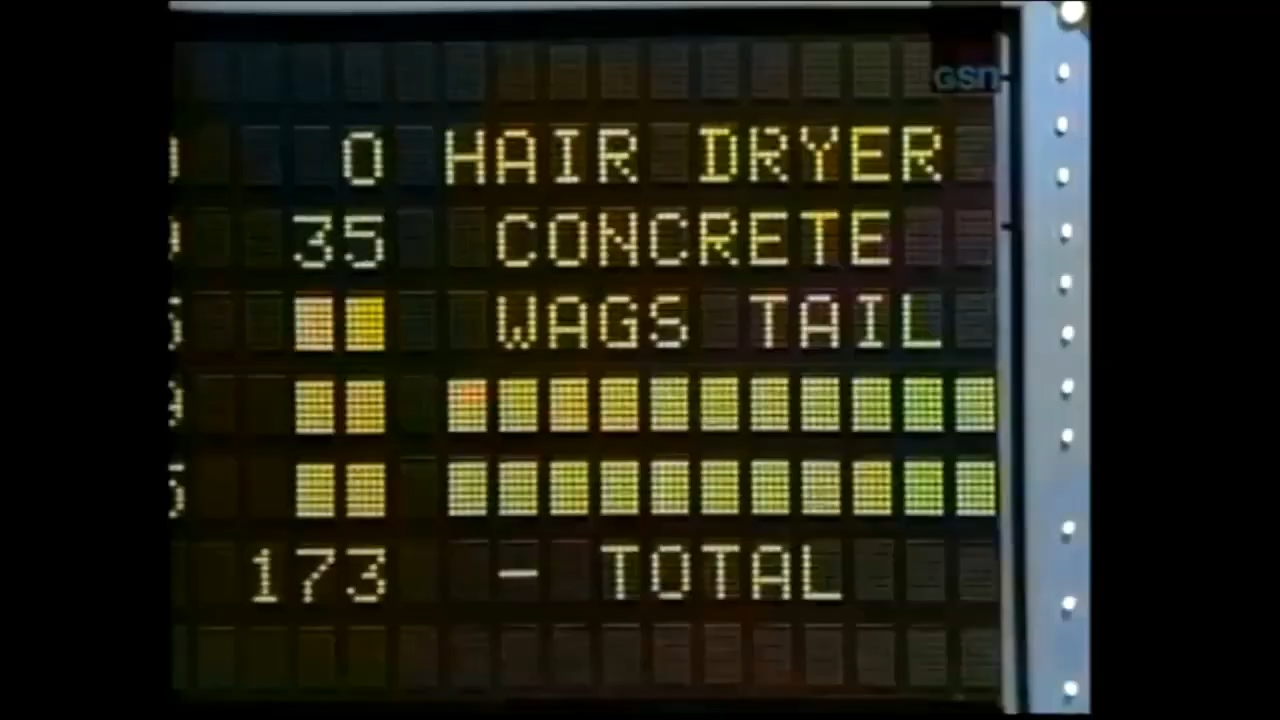 GSN
0 HAIR DRYER
35 CONCRETE
WAGS TAIL
173 - TOTAL